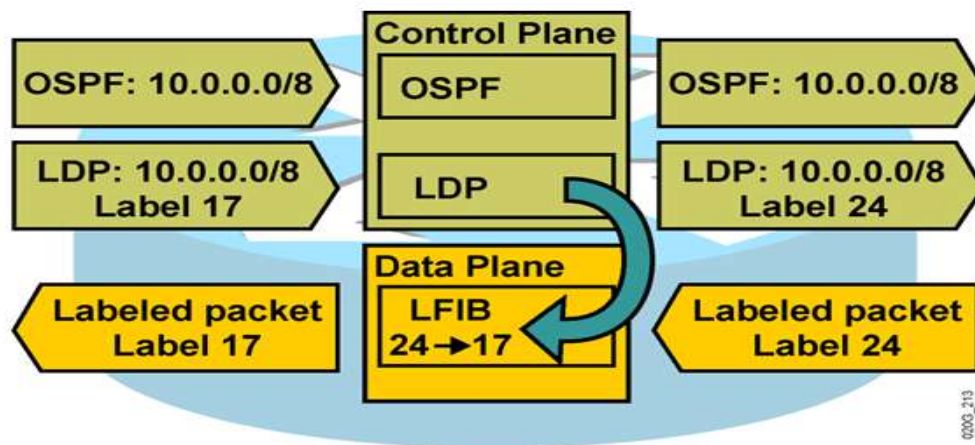 Control Plane
OSPF: 10.0.0.0/8
OSPF
OSPF: 10.0.0.0/8
LDP: 10.0.0.0/8
Label 17
LDP
LDP: 10.0.0.0/8
Label 24
Data Plane
Labeled packet
Label 17
LFIB
24→17
Labeled packet
Label 24
020G_213